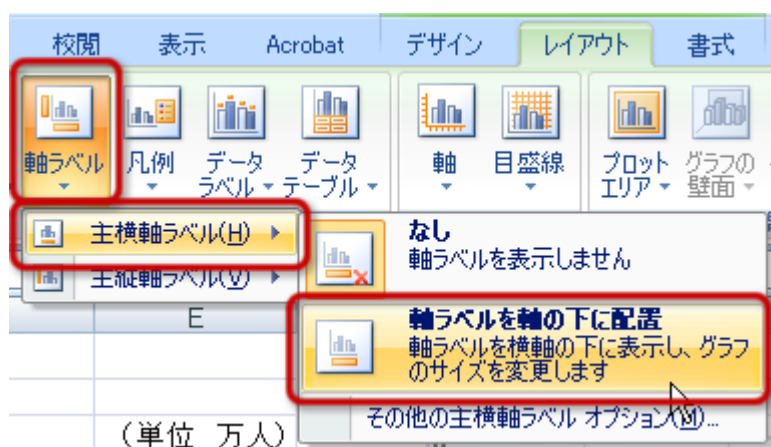 校閲 表示 Acrobat デザイン レイアウト 書式
軸ラベル 凡例 データ データ 軸 目盛線 プロット グラフの
ラベル テーブル エリア 壁面
主横軸ラベル(H)
主縦軸ラベル(V)
なし
軸ラベルを表示しません
軸ラベルを軸の下に配置
軸ラベルを横軸の下に表示し、グラフ
のサイズを変更します
その他の主横軸ラベル オプション(M)...
E
(単位 万人)